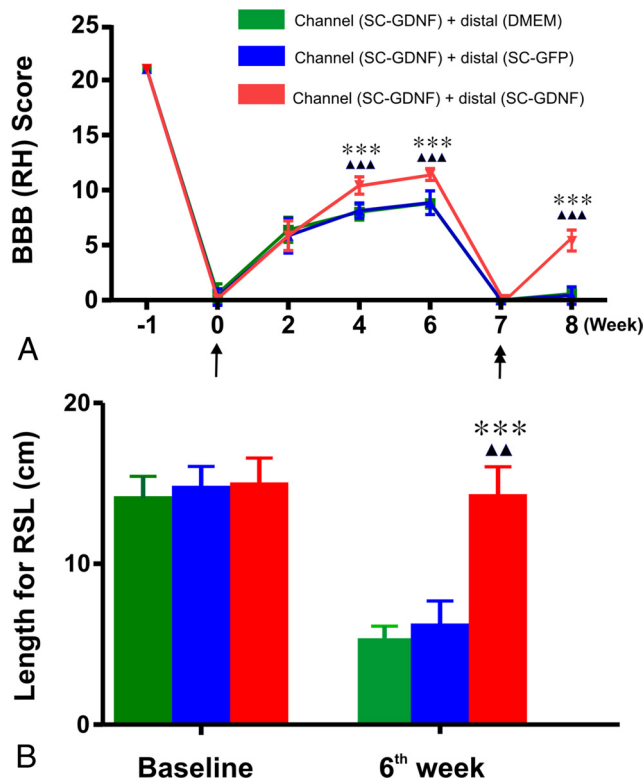 Channel (SC-GDNF) + distal (DMEM)
Channel (SC-GDNF) + distal (SC-GFP)
Channel (SC-GDNF) + distal (SC-GDNF)
BBB (RH) Score
25
20
15
10
5
0
*** *** ***
▲▲▲ ▲▲▲ ▲▲▲
-1 0 2 4 6 7 8 (Week)
A
Length for RSL (cm)
20
10
0
***
▲▲
Baseline 6th week
B